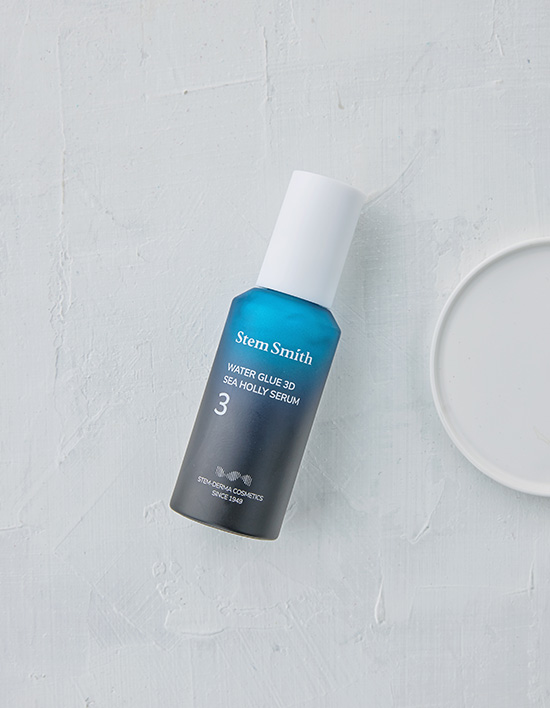 Stem Smith
WATER GLUE 3D
SEA HOLLY SERUM
3
STEM-DERMA COSMETICS
SINCE 1949